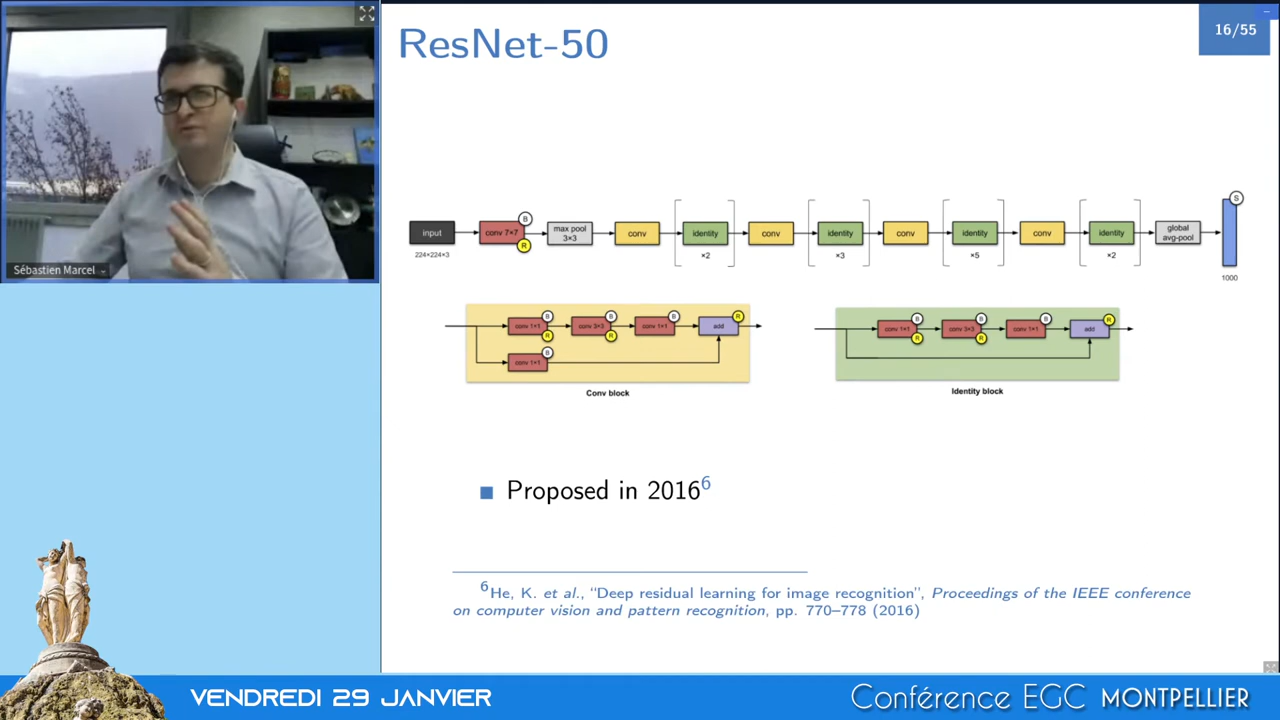 ResNet-50
16/55
Sébastien Marcel
input
224×224×3
conv 7×7
B
R
max pool
3×3
conv
identity
×2
conv
identity
×3
conv
identity
×5
conv
identity
×2
global
avg-pool
S
1000
conv 1×1
B
R
conv 3×3
B
R
conv 1×1
B
add
R
conv 1×1
B
Conv block
conv 1×1
B
R
conv 3×3
B
R
conv 1×1
B
add
R
Identity block
Proposed in 2016⁶
⁶He, K. et al., “Deep residual learning for image recognition”, Proceedings of the IEEE conference
on computer vision and pattern recognition, pp. 770–778 (2016)
VENDREDI 29 JANVIER
Conférence EGC MONTPELLIER